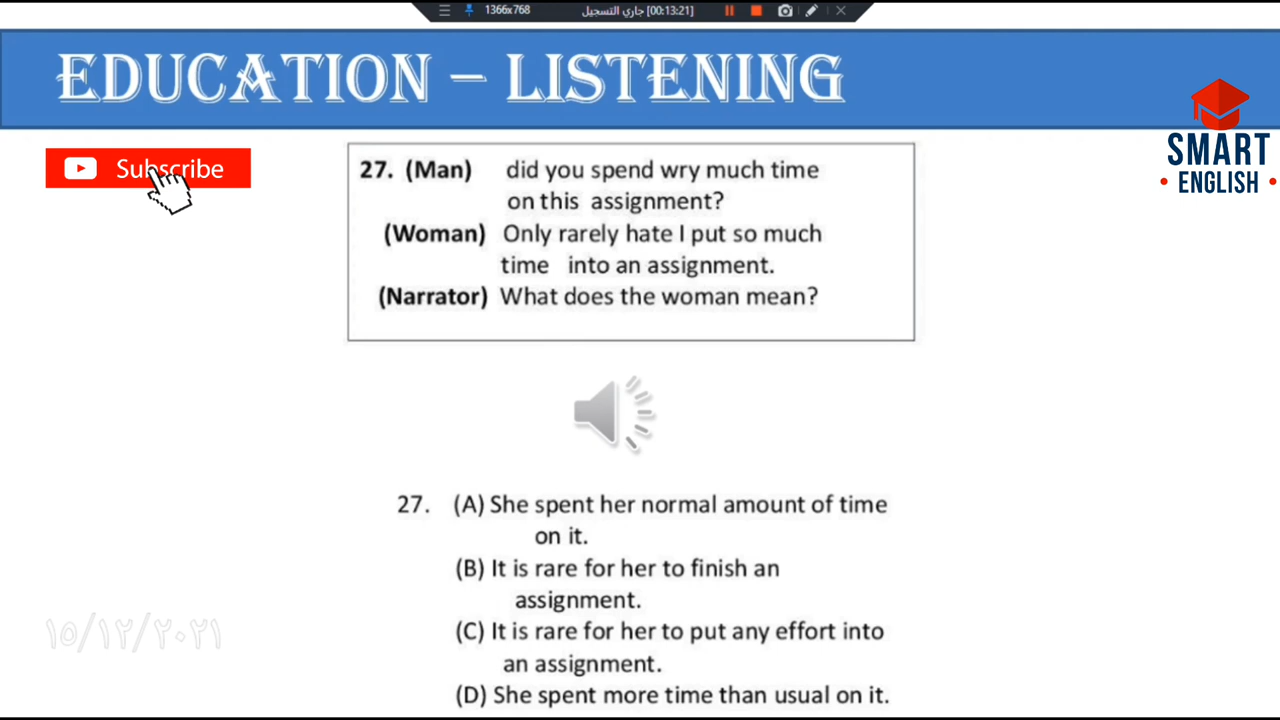 1366x768 جاري التسجيل [00:13:21]
EDUCATION – LISTENING
Subscribe
SMART
• ENGLISH •
27. (Man) did you spend wry much time
on this assignment?
(Woman) Only rarely hate I put so much
time into an assignment.
(Narrator) What does the woman mean?
27. (A) She spent her normal amount of time
on it.
(B) It is rare for her to finish an
assignment.
(C) It is rare for her to put any effort into
an assignment.
(D) She spent more time than usual on it.
١٥/١٢/٢٠٢١